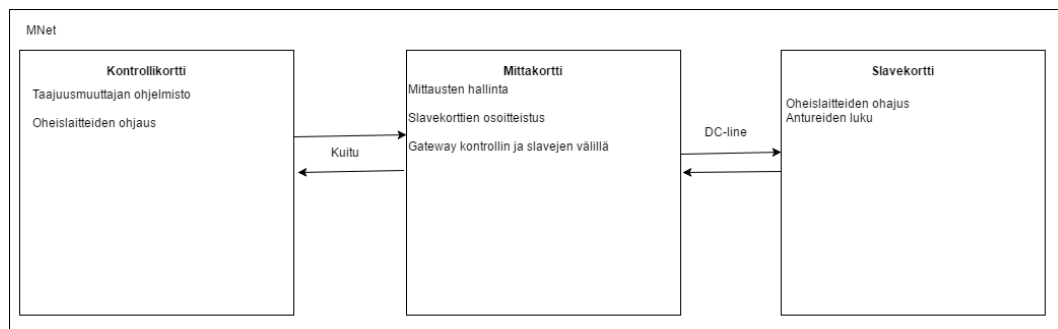 MNet
Kontrollikortti
Taajuusmuuttajan ohjelmisto
Oheislaitteiden ohjaus
Kuitu
Mittakortti
Mittausten hallinta
Slavekorttien osoitteistus
Gateway kontrollin ja slavejen välillä
DC-line
Slavekortti
Oheislaitteiden ohajus
Antureiden luku